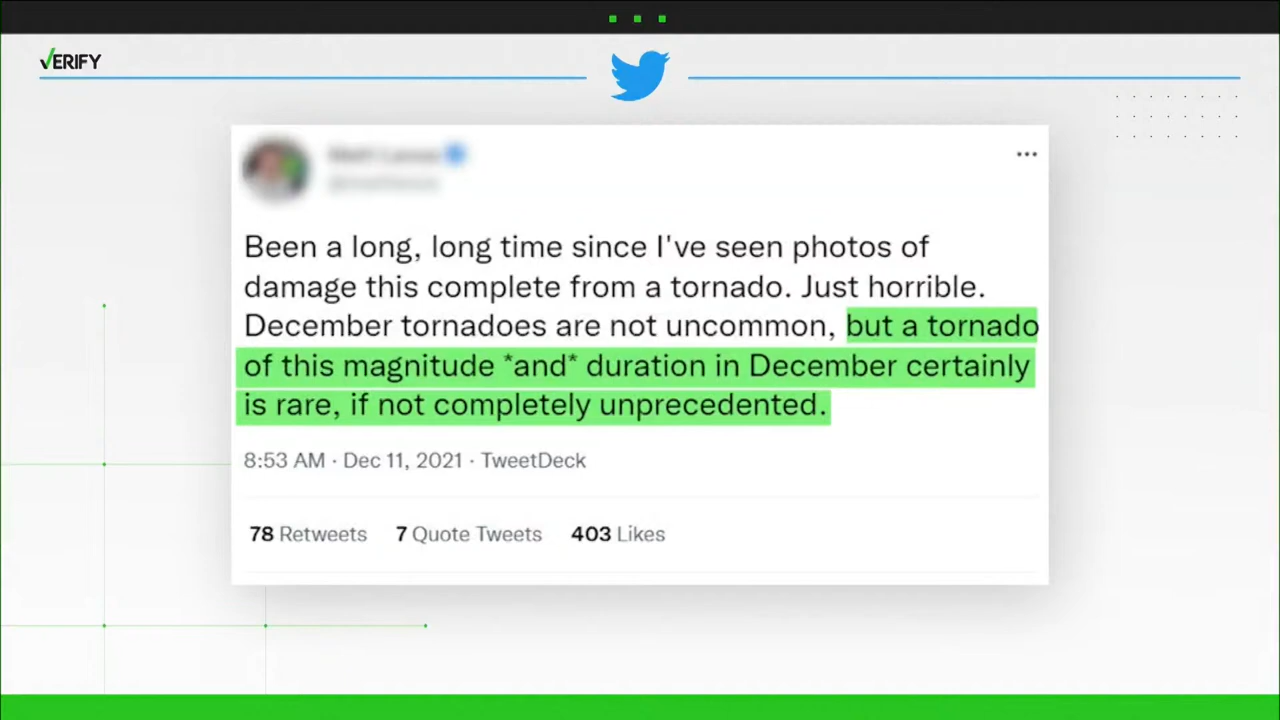 VERIFY
Been a long, long time since I've seen photos of
damage this complete from a tornado. Just horrible.
December tornadoes are not uncommon, but a tornado
of this magnitude *and* duration in December certainly
is rare, if not completely unprecedented.
8:53 AM · Dec 11, 2021 · TweetDeck
78 Retweets 7 Quote Tweets 403 Likes